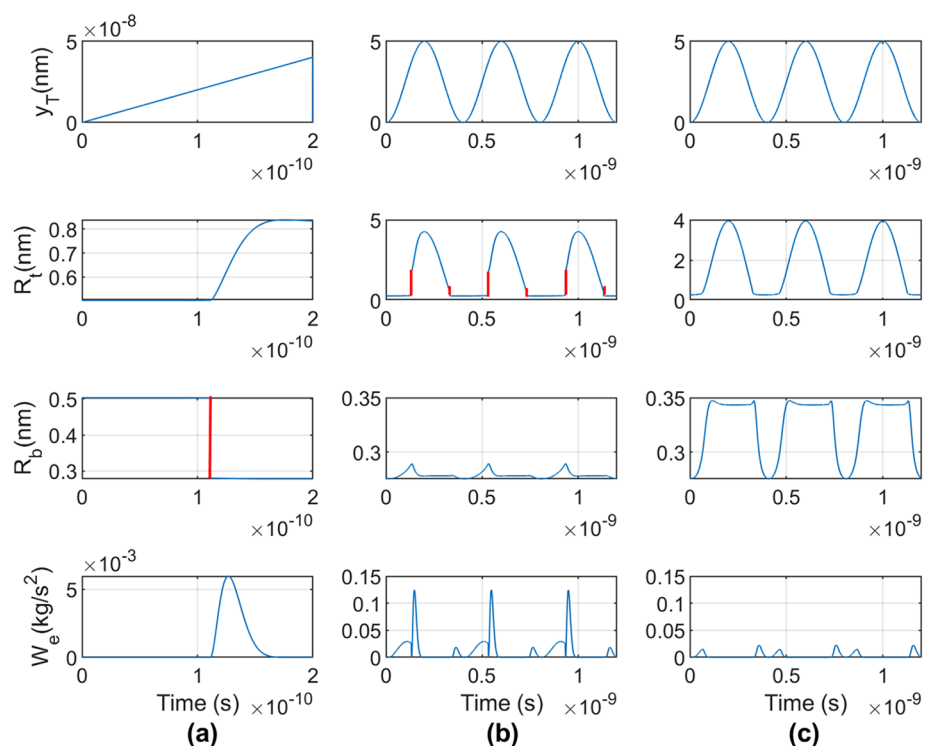 ×10⁻⁸
5
0
y_T(nm)
0 1 2
×10⁻¹⁰
5
0
0 0.5 1
×10⁻⁹
5
0
0 0.5 1
×10⁻⁹
0.8
0.7
0.6
R_t(nm)
0 1 2
×10⁻¹⁰
5
0
0 0.5 1
×10⁻⁹
4
2
0
0 0.5 1
×10⁻⁹
0.5
0.4
0.3
R_b(nm)
0 1 2
×10⁻¹⁰
0.35
0.3
0 0.5 1
×10⁻⁹
0.35
0.3
0 0.5 1
×10⁻⁹
×10⁻³
5
0
W_e(kg/s²)
0 1 2
Time (s) ×10⁻¹⁰
0.15
0.1
0.05
0
0 0.5 1
Time (s) ×10⁻⁹
0.15
0.1
0.05
0
0 0.5 1
Time (s) ×10⁻⁹
(a) (b) (c)